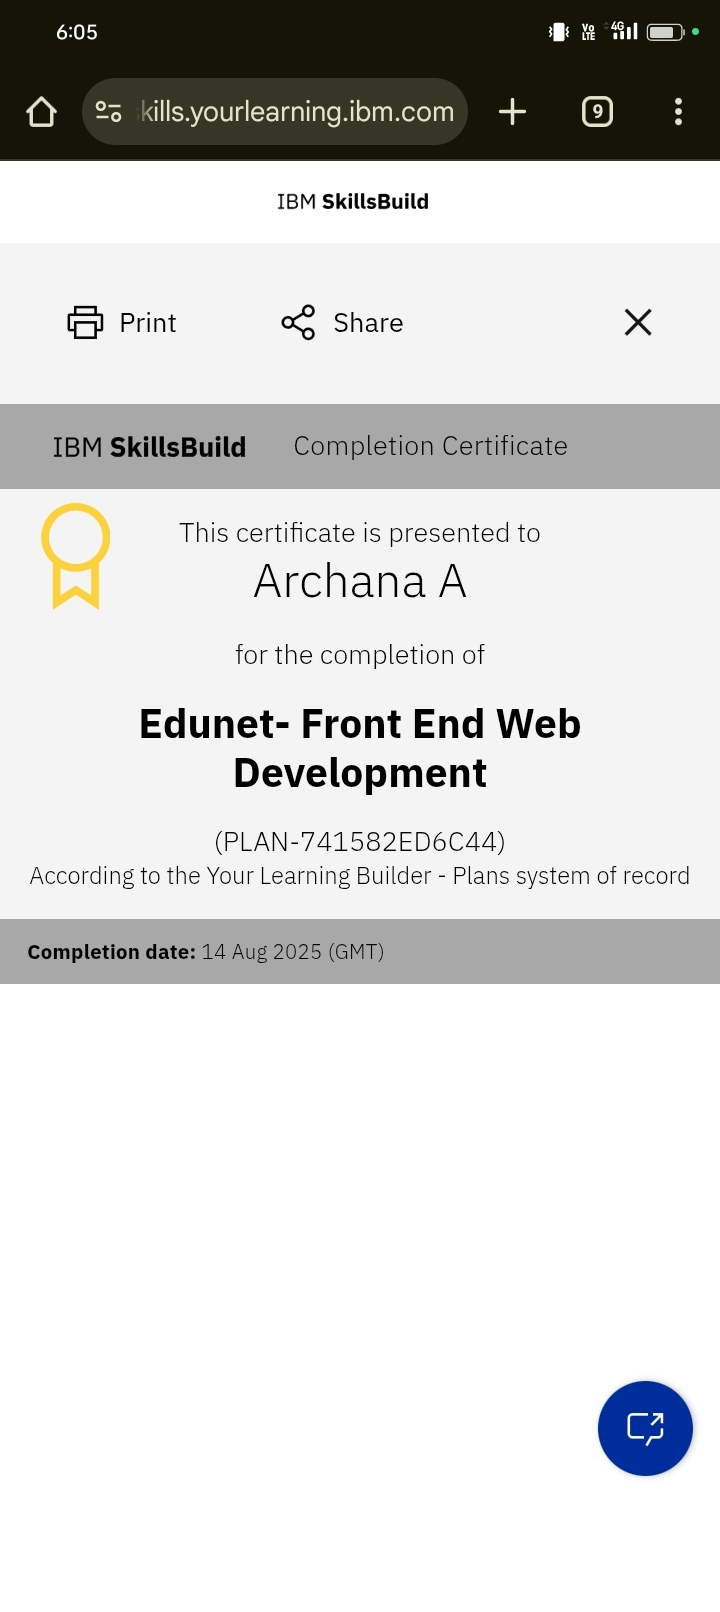 6:05
Vo LTE 4G
kills.yourlearning.ibm.com
9
IBM SkillsBuild
Print
Share
IBM SkillsBuild Completion Certificate
This certificate is presented to
Archana A
for the completion of
Edunet- Front End Web
Development
(PLAN-741582ED6C44)
According to the Your Learning Builder - Plans system of record
Completion date: 14 Aug 2025 (GMT)